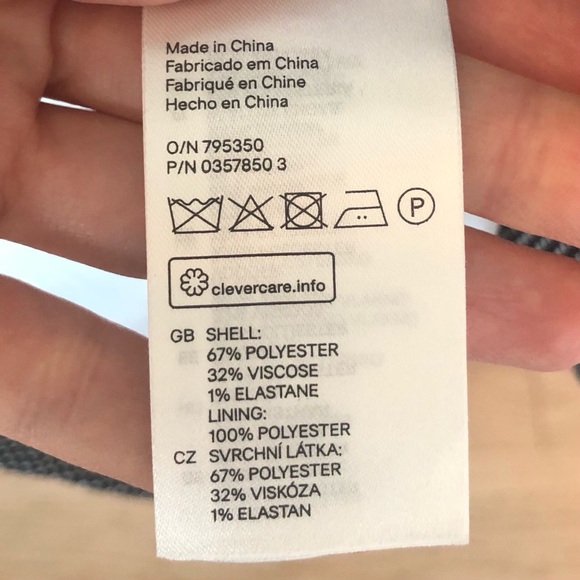 Made in China
Fabricado em China
Fabriqué en Chine
Hecho en China
O/N 795350
P/N 0357850 3
P
clevercare.info
GB SHELL:
67% POLYESTER
32% VISCOSE
1% ELASTANE
LINING:
100% POLYESTER
CZ SVRCHNÍ LÁTKA:
67% POLYESTER
32% VISKÓZA
1% ELASTAN